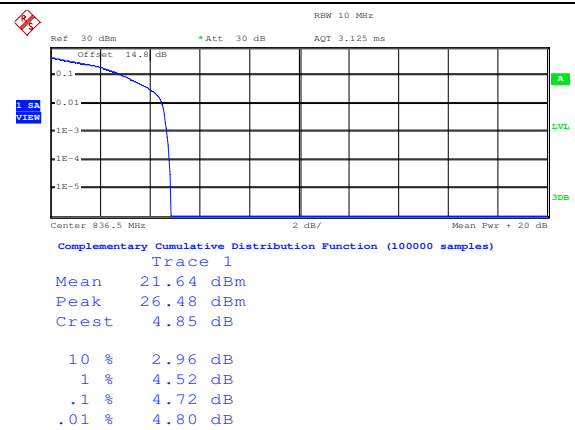 RBW 10 MHz
Ref 30 dBm * Att 30 dB AQT 3.125 ms
Offset 14.8 dB
0.1
A
0.01
1 SA
VIEW
1E-3
LVL
1E-4
1E-5
3DB
Center 836.5 MHz 2 dB/ Mean Pwr + 20 dB
Complementary Cumulative Distribution Function (100000 samples)
Trace 1
Mean 21.64 dBm
Peak 26.48 dBm
Crest 4.85 dB
10 % 2.96 dB
1 % 4.52 dB
.1 % 4.72 dB
.01 % 4.80 dB